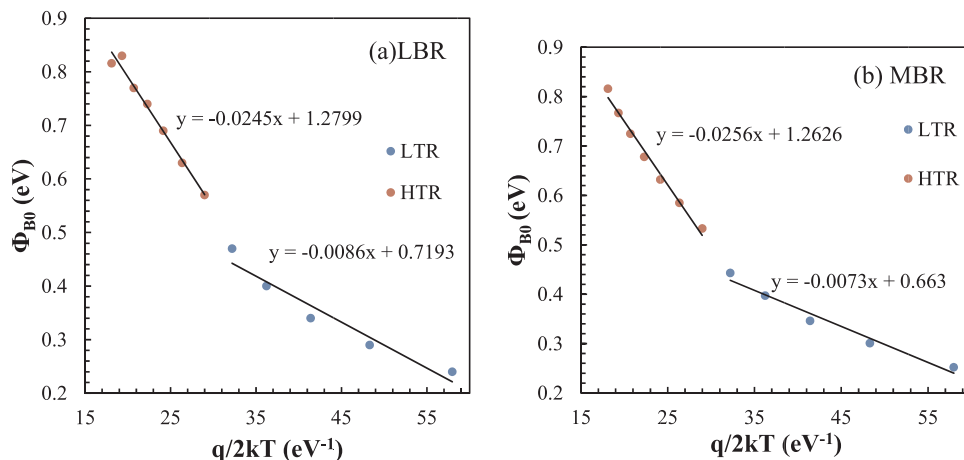 (a)LBR
0.9
0.8
0.7
0.6
0.5
0.4
0.3
0.2
Φ_B0 (eV)
y = -0.0245x + 1.2799
LTR
HTR
y = -0.0086x + 0.7193
15 25 35 45 55
q/2kT (eV⁻¹)
(b) MBR
0.9
0.8
0.7
0.6
0.5
0.4
0.3
0.2
Φ_B0 (eV)
y = -0.0256x + 1.2626
LTR
HTR
y = -0.0073x + 0.663
15 25 35 45 55
q/2kT (eV⁻¹)